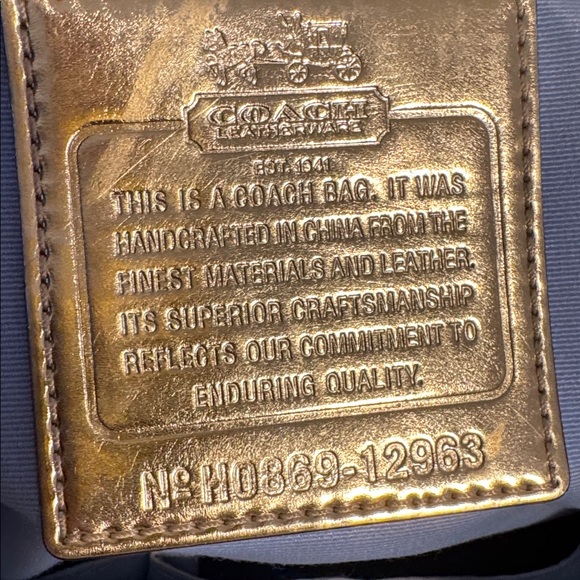 COACH
LEATHERWARE
EST. 1941
THIS IS A COACH BAG. IT WAS
HANDCRAFTED IN CHINA FROM THE
FINEST MATERIALS AND LEATHER.
ITS SUPERIOR CRAFTSMANSHIP
REFLECTS OUR COMMITMENT TO
ENDURING QUALITY.
Nº H0869-12963